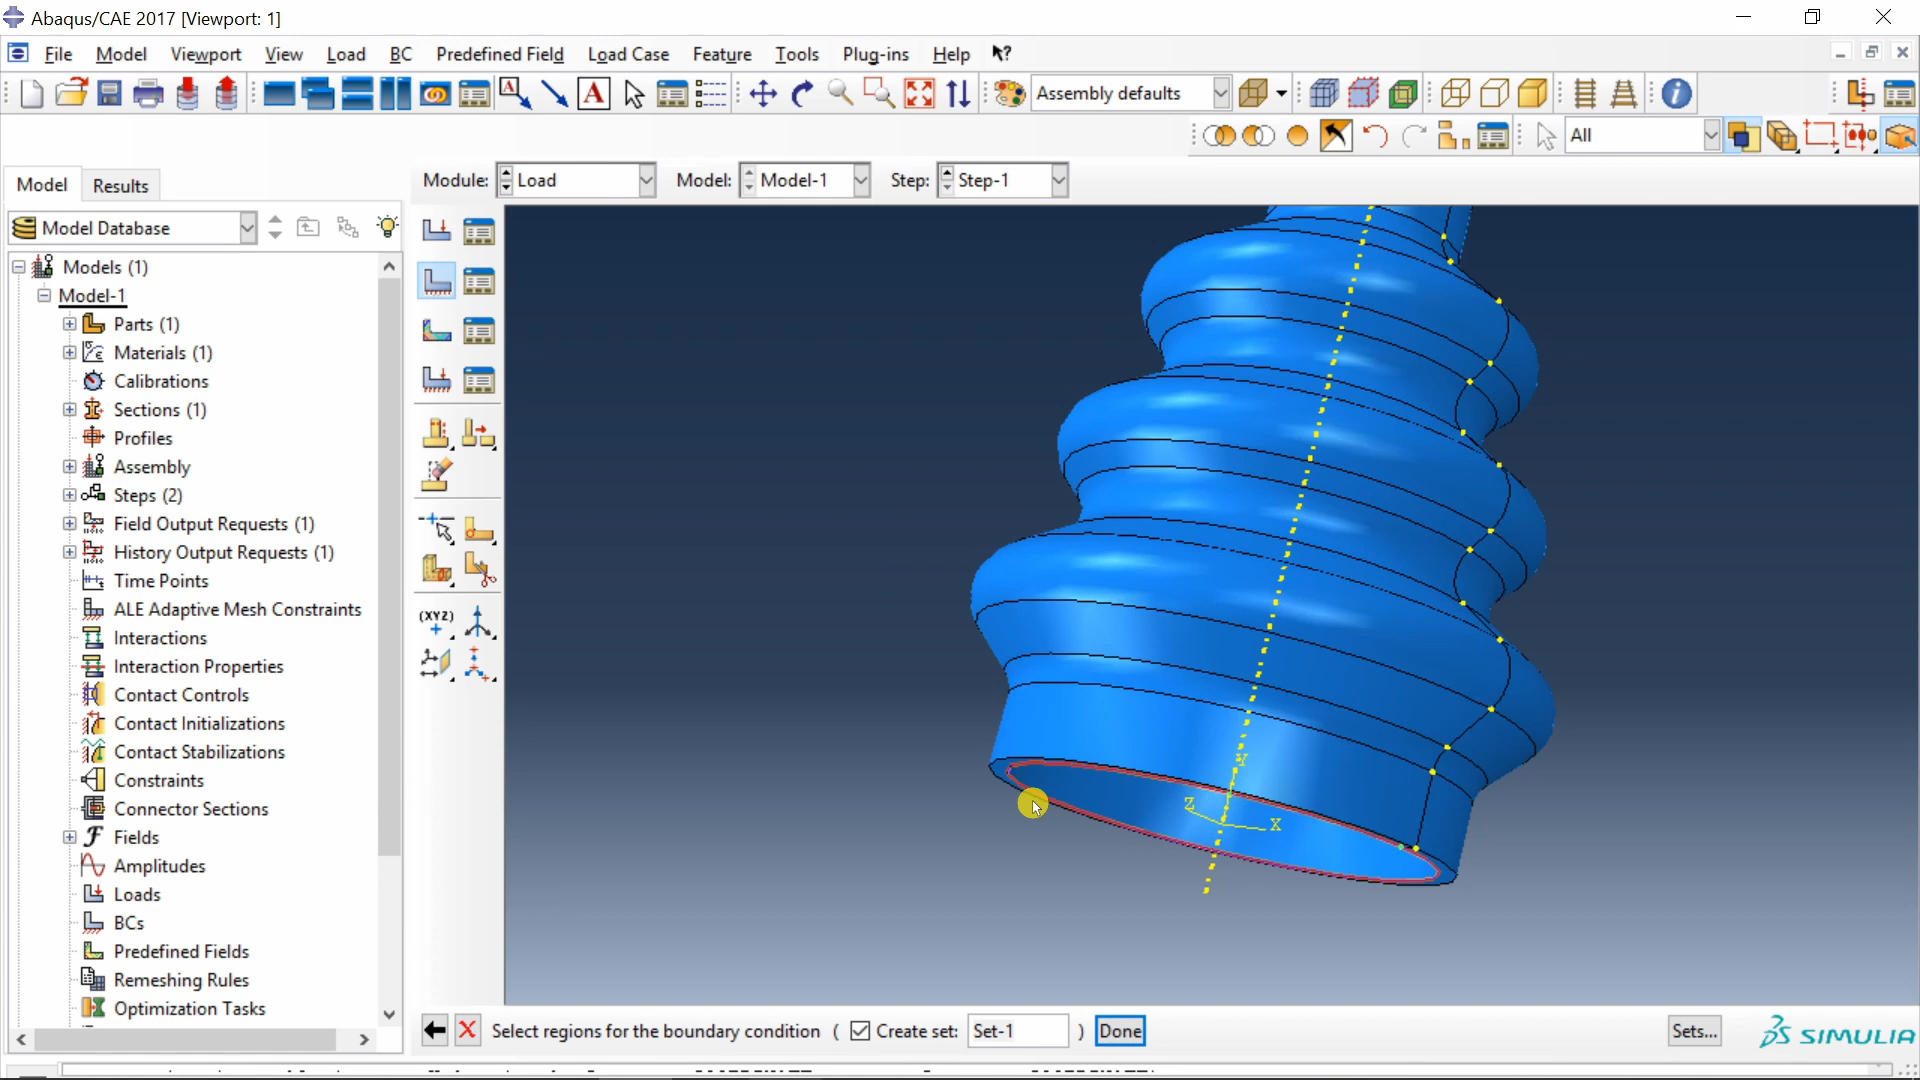 Abaqus/CAE 2017 [Viewport: 1]
File Model Viewport View Load BC Predefined Field Load Case Feature Tools Plug-ins Help
A A Assembly defaults
All
Model Results Module: Load Model: Model-1 Step: Step-1
Model Database
Models (1)
Model-1
Parts (1)
Materials (1)
Calibrations
Sections (1)
Profiles
Assembly
Steps (2)
Field Output Requests (1)
History Output Requests (1)
Time Points
ALE Adaptive Mesh Constraints
Interactions
Interaction Properties
Contact Controls
Contact Initializations
Contact Stabilizations
Constraints
Connector Sections
Fields
Amplitudes
Loads
BCs
Predefined Fields
Remeshing Rules
Optimization Tasks
(XYZ)
Y
Z
X
Select regions for the boundary condition ( Create set: Set-1 ) Done Sets... SIMULIA